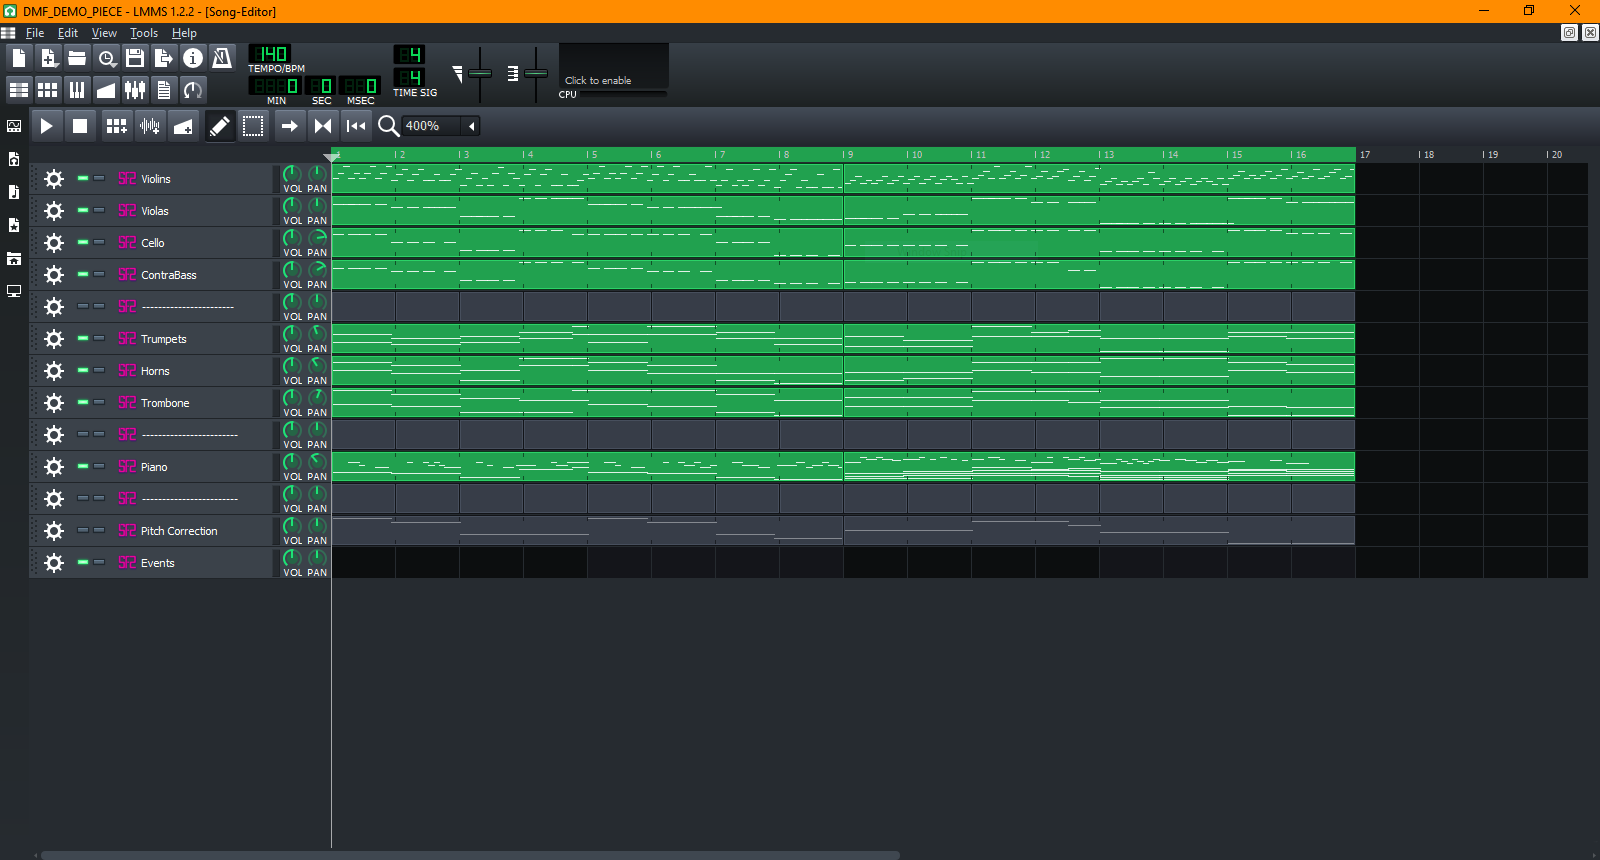 DMF_DEMO_PIECE - LMMS 1.2.2 - [Song-Editor]
File Edit View Tools Help
140
TEMPO/BPM
0 0 0
MIN SEC MSEC
4
4
TIME SIG
Click to enable
CPU
400%
1 2 3 4 5 6 7 8 9 10 11 12 13 14 15 16 17 18 19 20
Violins VOL PAN
Violas VOL PAN
Cello VOL PAN
ContraBass VOL PAN
----------------------- VOL PAN
Trumpets VOL PAN
Horns VOL PAN
Trombone VOL PAN
------------------------ VOL PAN
Piano VOL PAN
------------------------ VOL PAN
Pitch Correction VOL PAN
Events VOL PAN